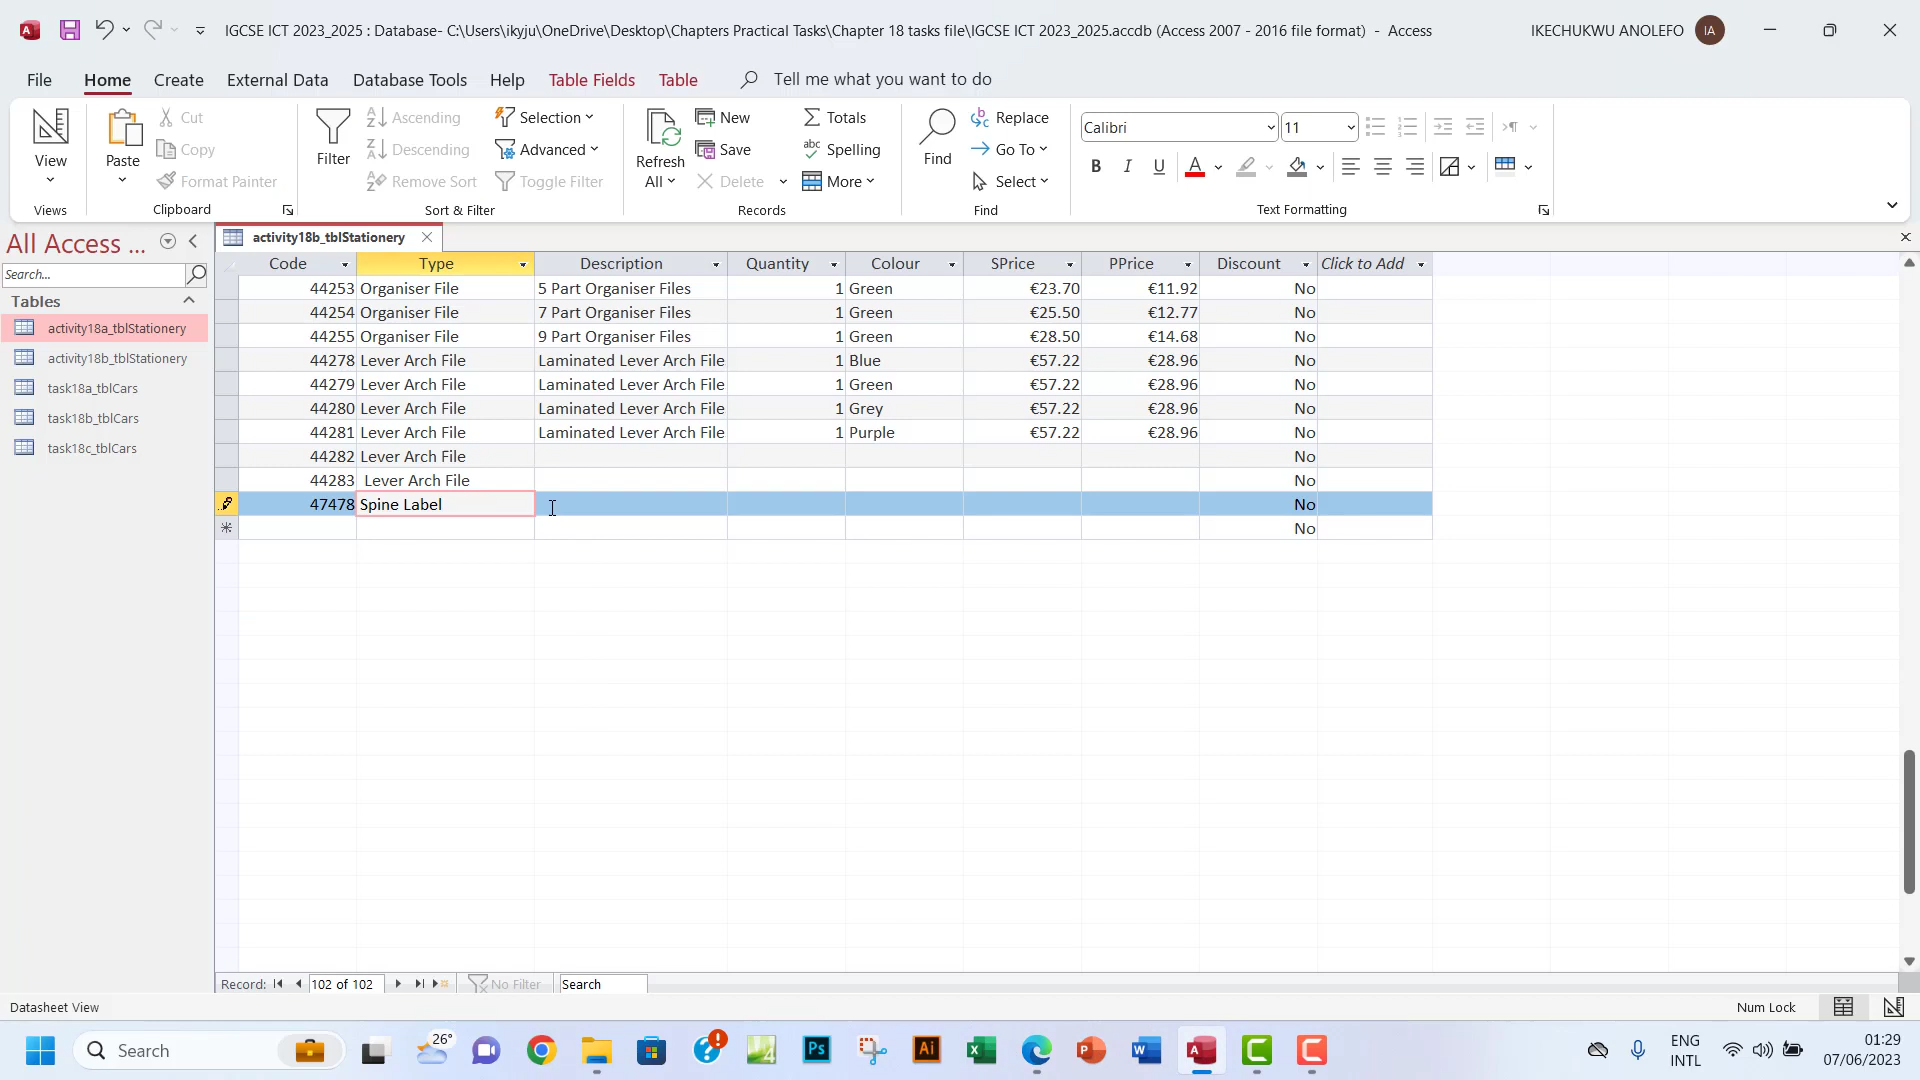 IGCSE ICT 2023_2025 : Database- C:\Users\ikyju\OneDrive\Desktop\Chapters Practical Tasks\Chapter 18 tasks file\IGCSE ICT 2023_2025.accdb (Access 2007 - 2016 file format) - Access
IKECHUKWU ANOLEFO IA
File Home Create External Data Database Tools Help Table Fields Table Tell me what you want to do
View
Views
Paste
Cut
Copy
Format Painter
Clipboard
Filter
Ascending
Descending
Remove Sort
Selection
Advanced
Toggle Filter
Sort & Filter
Refresh
All
New
Save
Delete
Totals
Spelling
More
Records
Find
Replace
Go To
Select
Find
Calibri 11
B I U A
Text Formatting
All Access ...
Search...
Tables
activity18a_tblStationery
activity18b_tblStationery
task18a_tblCars
task18b_tblCars
task18c_tblCars
activity18b_tblStationery
Code Type Description Quantity Colour SPrice PPrice Discount Click to Add
44253 Organiser File 5 Part Organiser Files 1 Green €23.70 €11.92 No
44254 Organiser File 7 Part Organiser Files 1 Green €25.50 €12.77 No
44255 Organiser File 9 Part Organiser Files 1 Green €28.50 €14.68 No
44278 Lever Arch File Laminated Lever Arch File 1 Blue €57.22 €28.96 No
44279 Lever Arch File Laminated Lever Arch File 1 Green €57.22 €28.96 No
44280 Lever Arch File Laminated Lever Arch File 1 Grey €57.22 €28.96 No
44281 Lever Arch File Laminated Lever Arch File 1 Purple €57.22 €28.96 No
44282 Lever Arch File No
44283 Lever Arch File No
47478 Spine Label No
No
Record: 102 of 102 No Filter Search
Datasheet View
Num Lock
Search
26°
ENG
INTL
01:29
07/06/2023